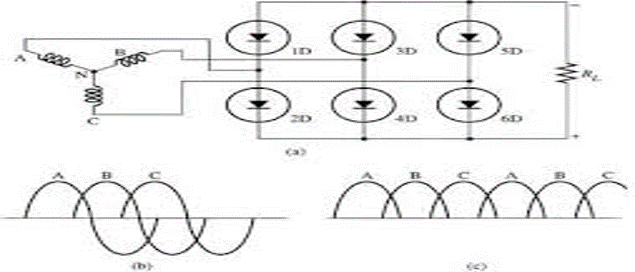 1D 3D 5D
A B
N
C
R_L
2D 4D 6D
+
(a)
A B C
A B C A B C
(b) (c)